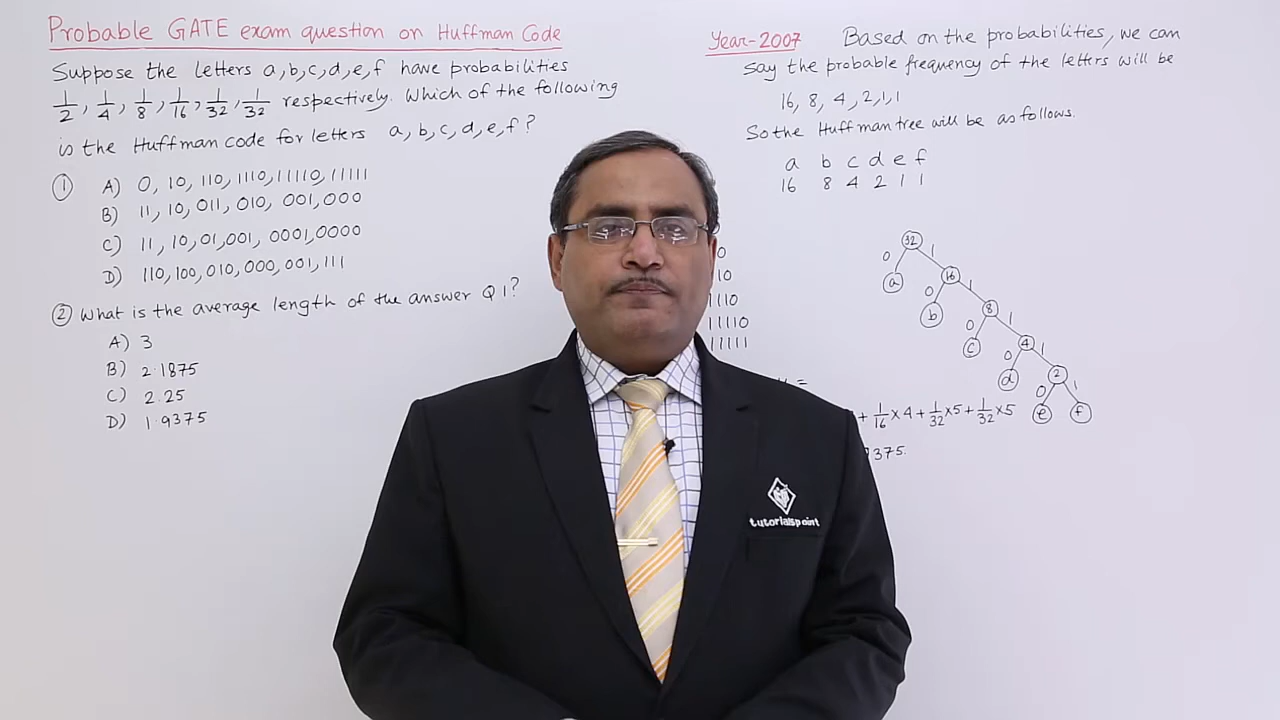 Probable GATE exam question on Huffman Code
Suppose the letters a, b, c, d, e, f have probabilities
1/2, 1/4, 1/8, 1/16, 1/32, 1/32 respectively. Which of the following
is the Huffman code for letters a, b, c, d, e, f?
① A) 0, 10, 110, 1110, 11110, 11111
B) 11, 10, 011, 010, 001, 000
C) 11, 10, 01, 001, 0001, 0000
D) 110, 100, 010, 000, 001, 111
② What is the average length of the answer Q1?
A) 3
B) 2.1875
C) 2.25
D) 1.9375
Year-2007 Based on the probabilities, we can
say the probable frequency of the letters will be
16, 8, 4, 2, 1, 1
So the Huffman tree will be as follows.
a b c d e f
16 8 4 2 1 1
32
0 1
a 16
0 1
b 8
0 1
c 4
0 1
d 2
0 1
e f
0
10
1110
11110
11111
=
+ 1/16 × 4 + 1/32 × 5 + 1/32 × 5
9375.
tutorialspoint